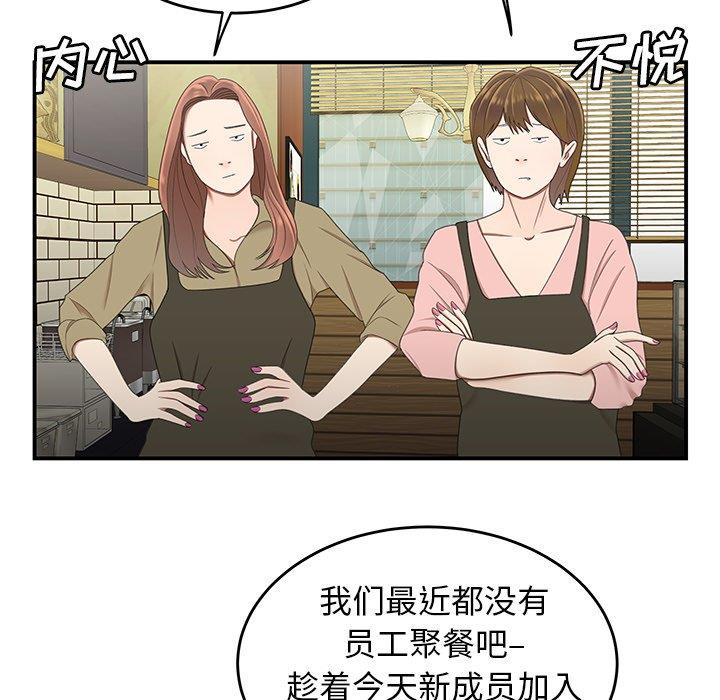 内心
不悦
我们最近都没有
员工聚餐吧–
趁着今天新成员加入